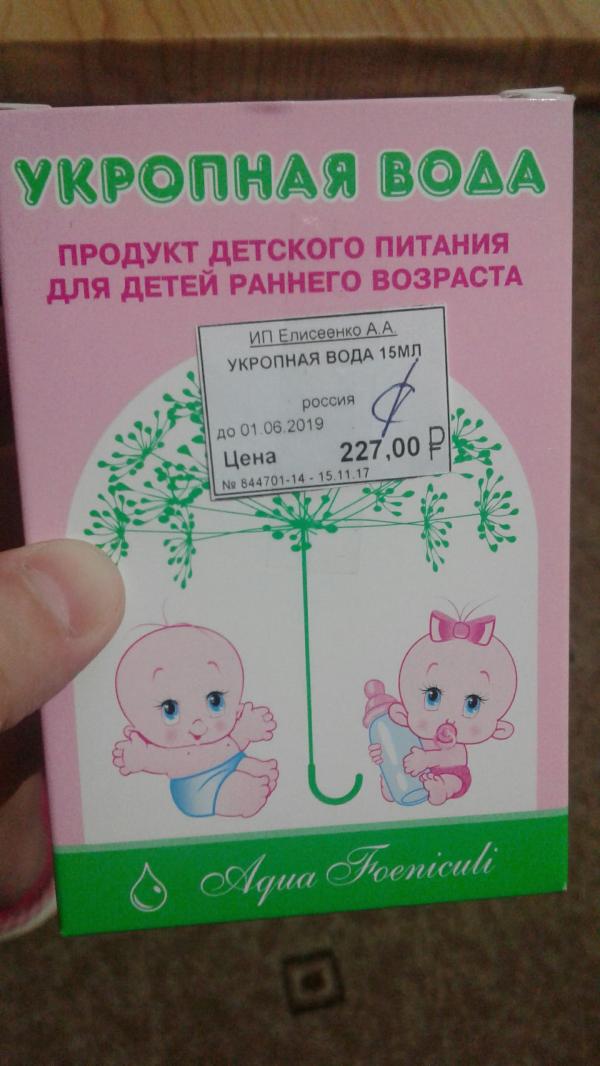 УКРОПНАЯ ВОДА
ПРОДУКТ ДЕТСКОГО ПИТАНИЯ
ДЛЯ ДЕТЕЙ РАННЕГО ВОЗРАСТА
ИП Елисеенко А.А.
УКРОПНАЯ ВОДА 15МЛ
россия
до 01.06.2019
Цена 227,00 ₽
№ 844701-14 - 15.11.17
Aqua Foeniculi